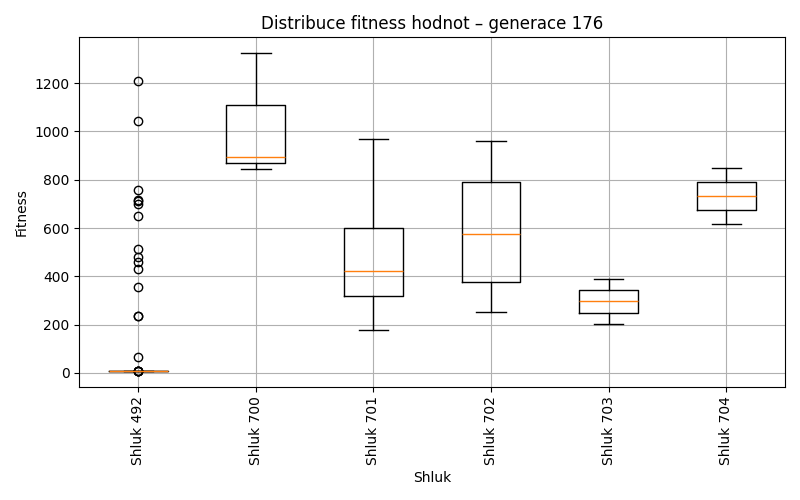 Distribuce fitness hodnot – generace 176
Fitness
1200
1000
800
600
400
200
0
Shluk 492
Shluk 700
Shluk 701
Shluk 702
Shluk 703
Shluk 704
Shluk